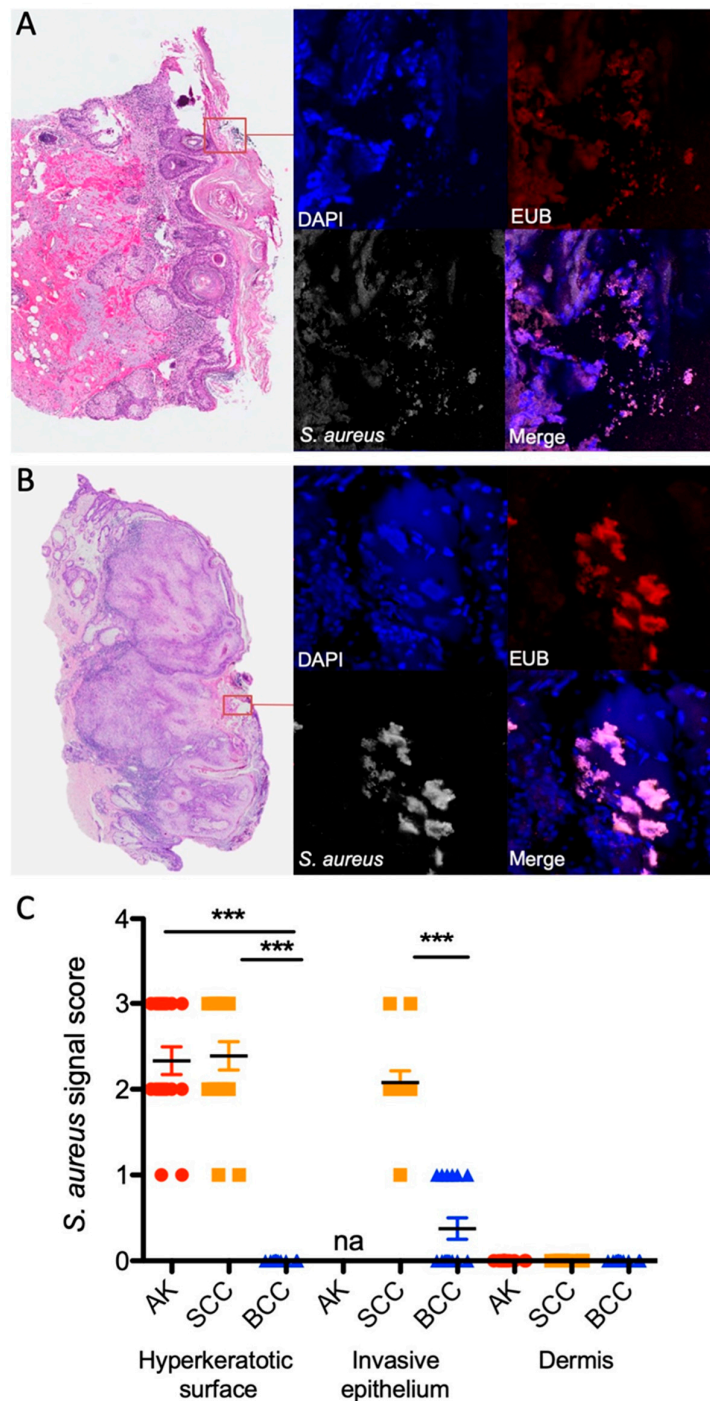 A
DAPI
EUB
S. aureus
Merge
B
DAPI
EUB
S. aureus
Merge
C
S. aureus signal score
4
3
2
1
0
***
***
***
na
AK
SCC
BCC
AK
SCC
BCC
AK
SCC
BCC
Hyperkeratotic
surface
Invasive
epithelium
Dermis